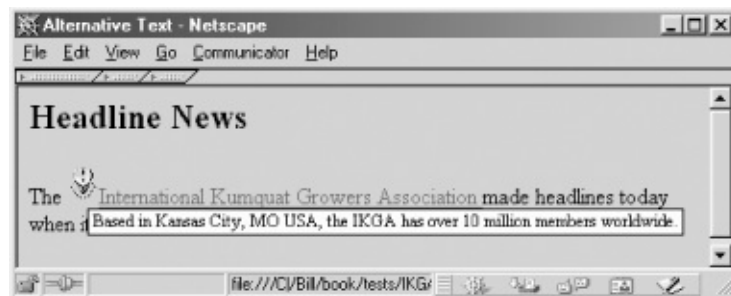 Alternative Text - Netscape
File Edit View Go Communicator Help
Headline News
The International Kumquat Growers Association made headlines today
when i
Based in Kansas City, MO USA, the IKGA has over 10 million members worldwide.
file:///C|/Bill/book/tests/IKGA